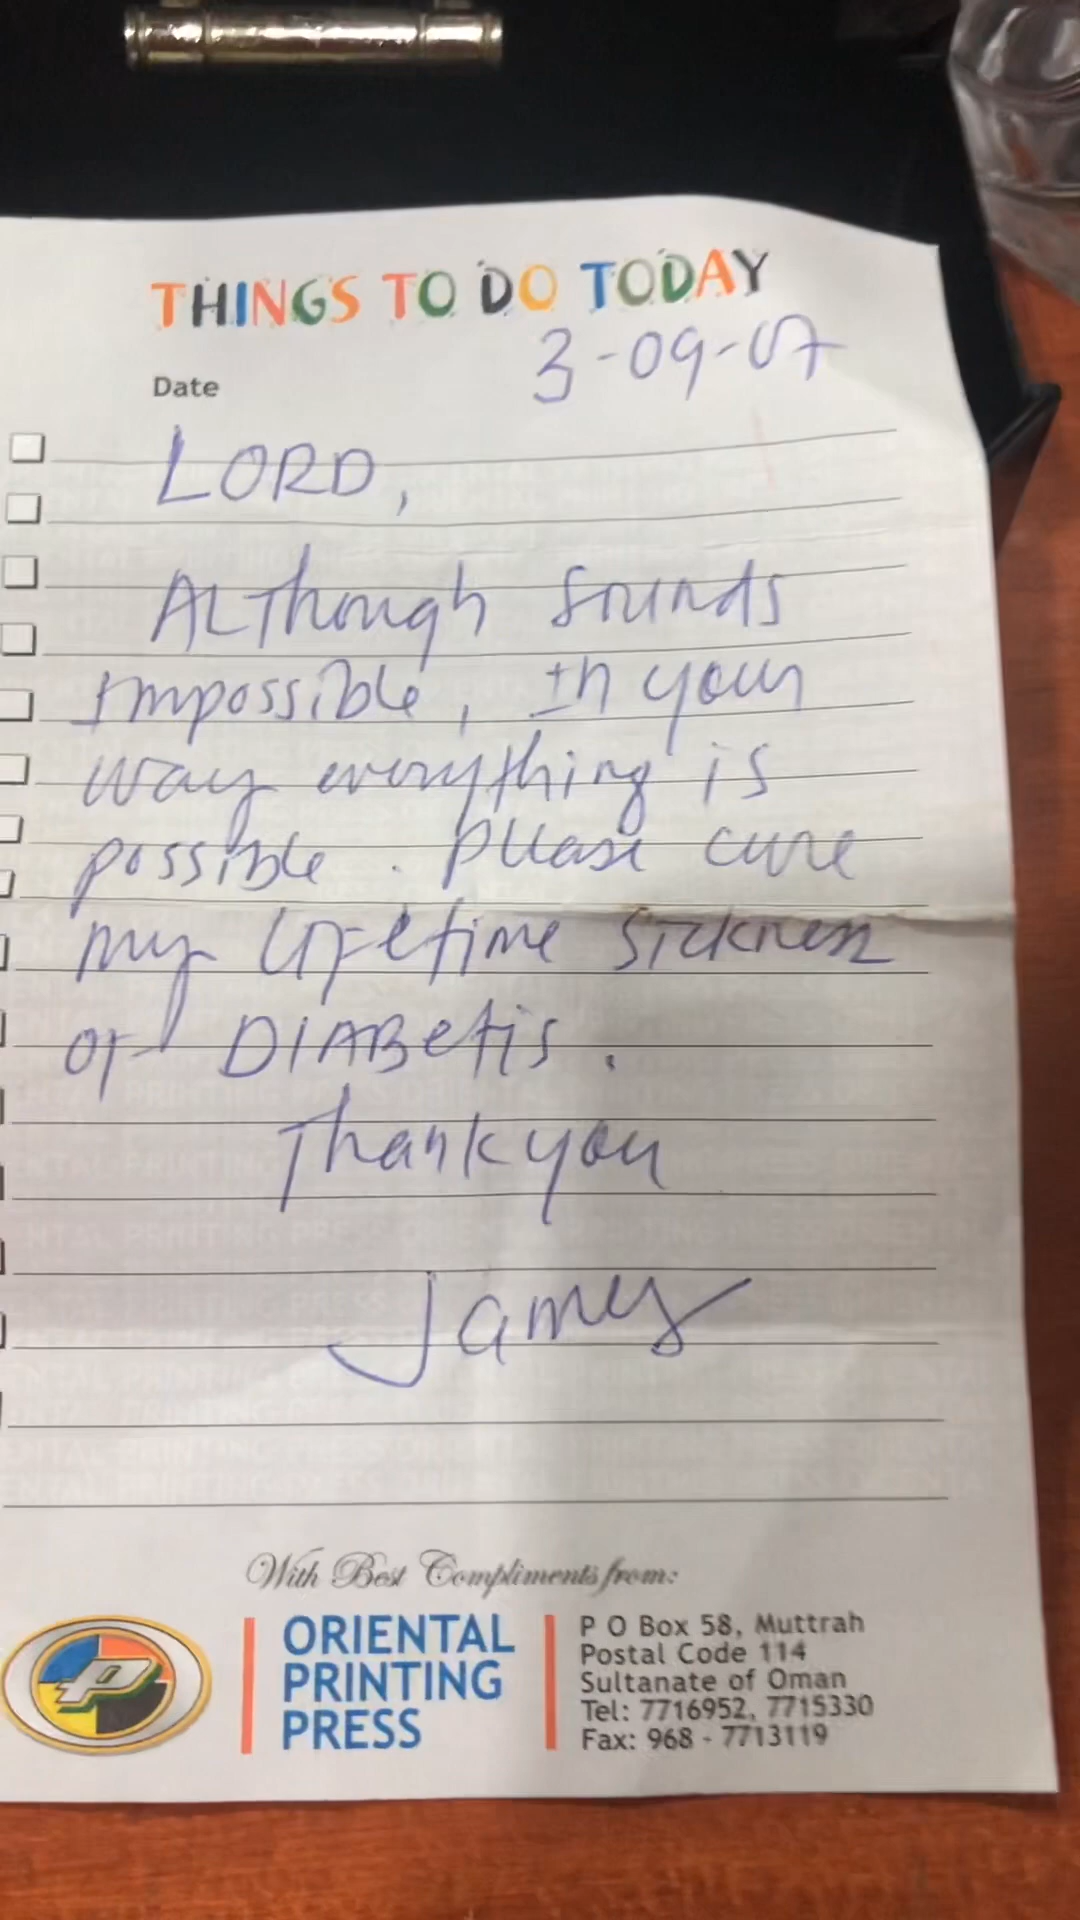 THINGS TO DO TODAY
3-09-07
Date
LORD,
ALThough sounds
Impossible, In your
way everything is
possible. please cure
my Lifetime sickness
of DIABetis.
Thank you
James
With Best Compliments from:
P
ORIENTAL
PRINTING
PRESS
P O Box 58, Muttrah
Postal Code 114
Sultanate of Oman
Tel: 7716952, 7715330
Fax: 968 - 7713119